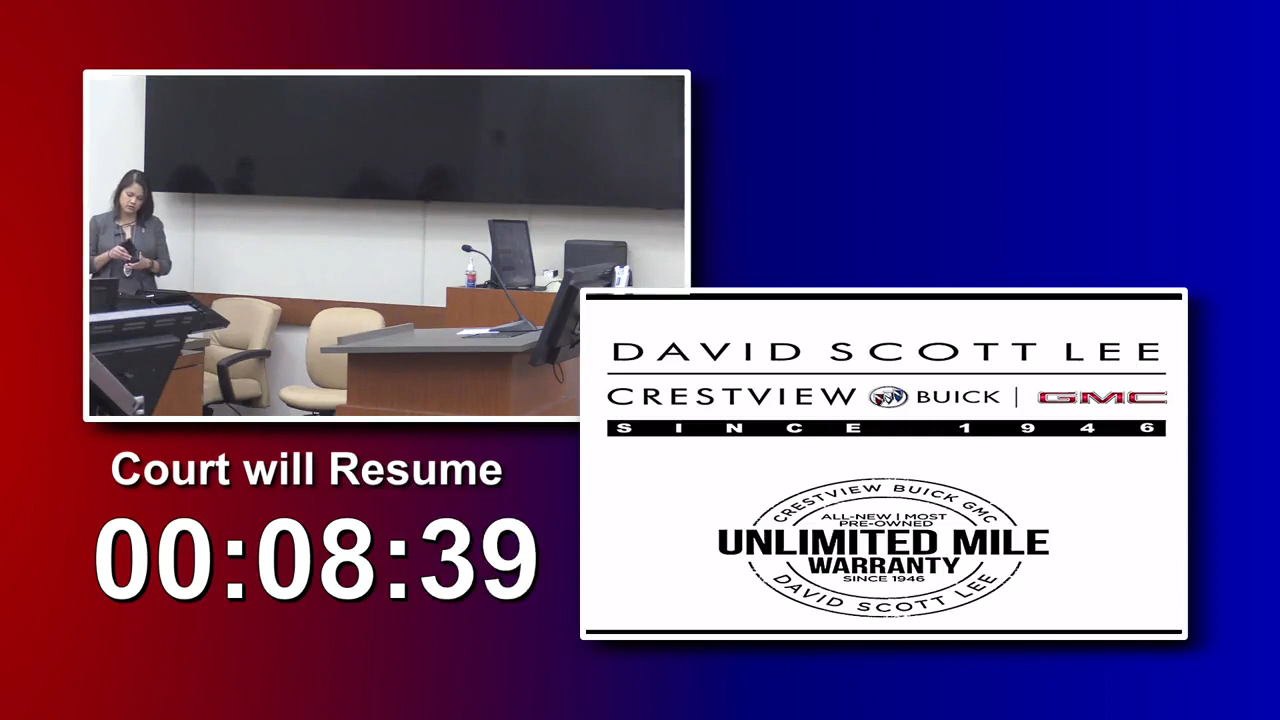 Court will Resume
00:08:39
DAVID SCOTT LEE
CRESTVIEW BUICK | GMC
SINCE 1946
CRESTVIEW BUICK GMC
ALL-NEW | MOST
PRE-OWNED
UNLIMITED MILE
WARRANTY
SINCE 1946
DAVID SCOTT LEE